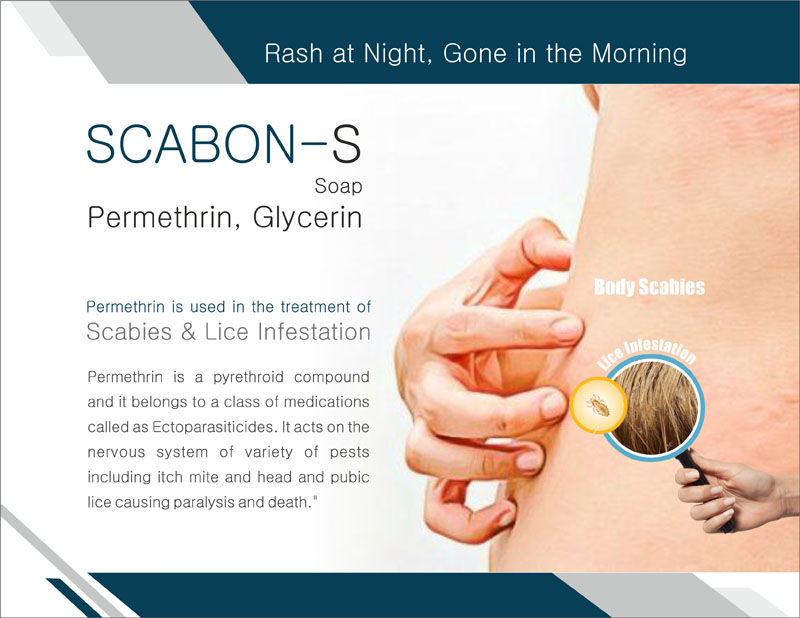 Rash at Night, Gone in the Morning
SCABON-S
Soap
Permethrin, Glycerin
Permethrin is used in the treatment of
Scabies & Lice Infestation
Permethrin is a pyrethroid compound
and it belongs to a class of medications
called as Ectoparasiticides. It acts on the
nervous system of variety of pests
including itch mite and head and pubic
lice causing paralysis and death."
Body Scabies
Lice Infestation